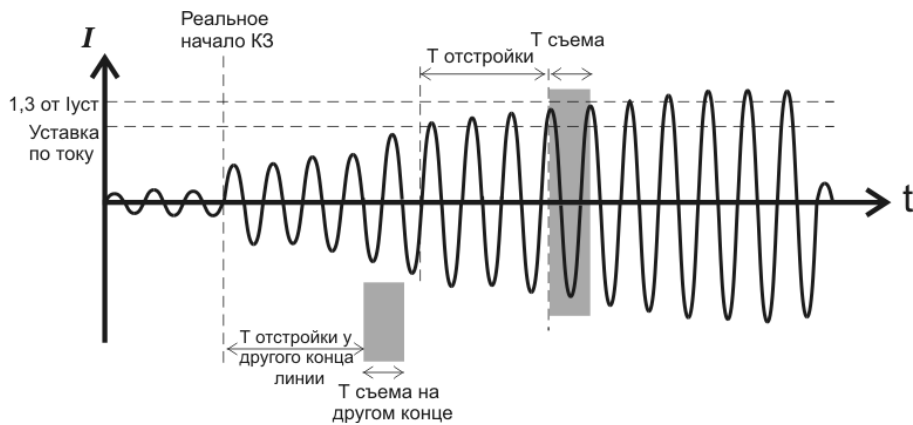 Реальное
начало КЗ
I
Т съема
Т отстройки
1,3 от Iуст
Уставка
по току
t
Т отстройки у
другого конца
линии
Т съема на
другом конце